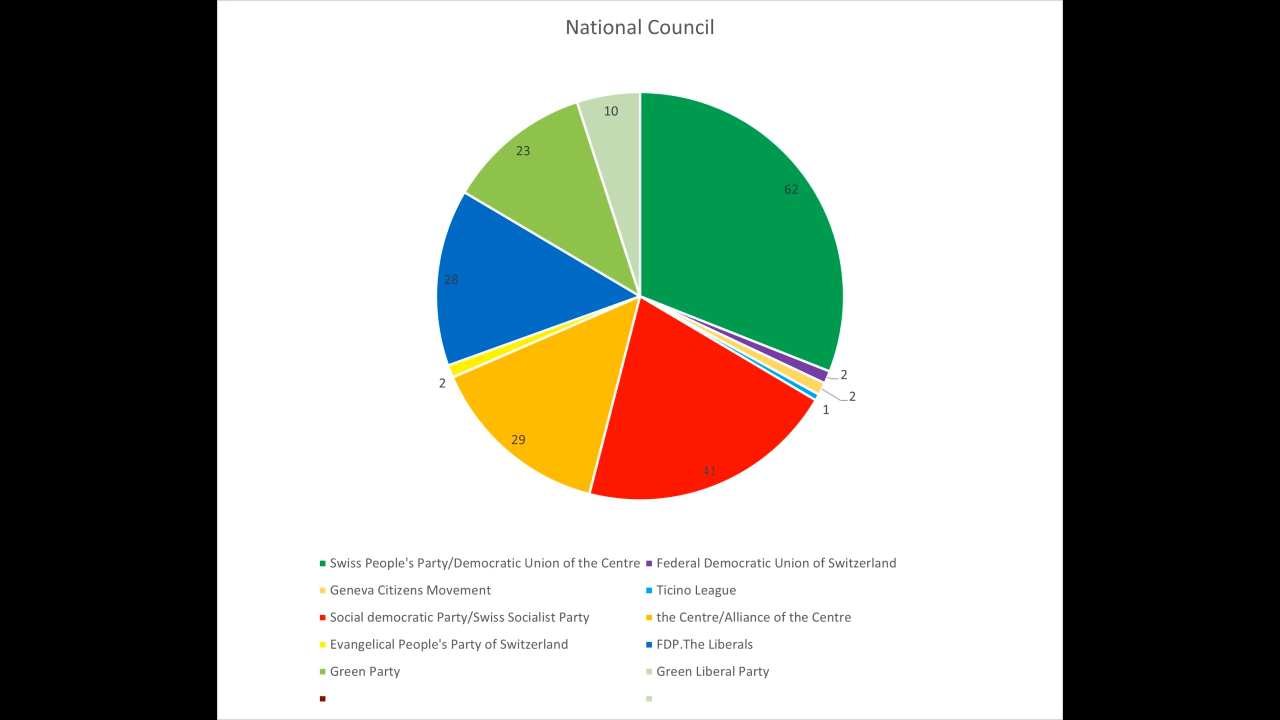 National Council
10
23
62
28
2
2
2
1
29
41
Swiss People's Party/Democratic Union of the Centre
Federal Democratic Union of Switzerland
Geneva Citizens Movement
Ticino League
Social democratic Party/Swiss Socialist Party
the Centre/Alliance of the Centre
Evangelical People's Party of Switzerland
FDP.The Liberals
Green Party
Green Liberal Party